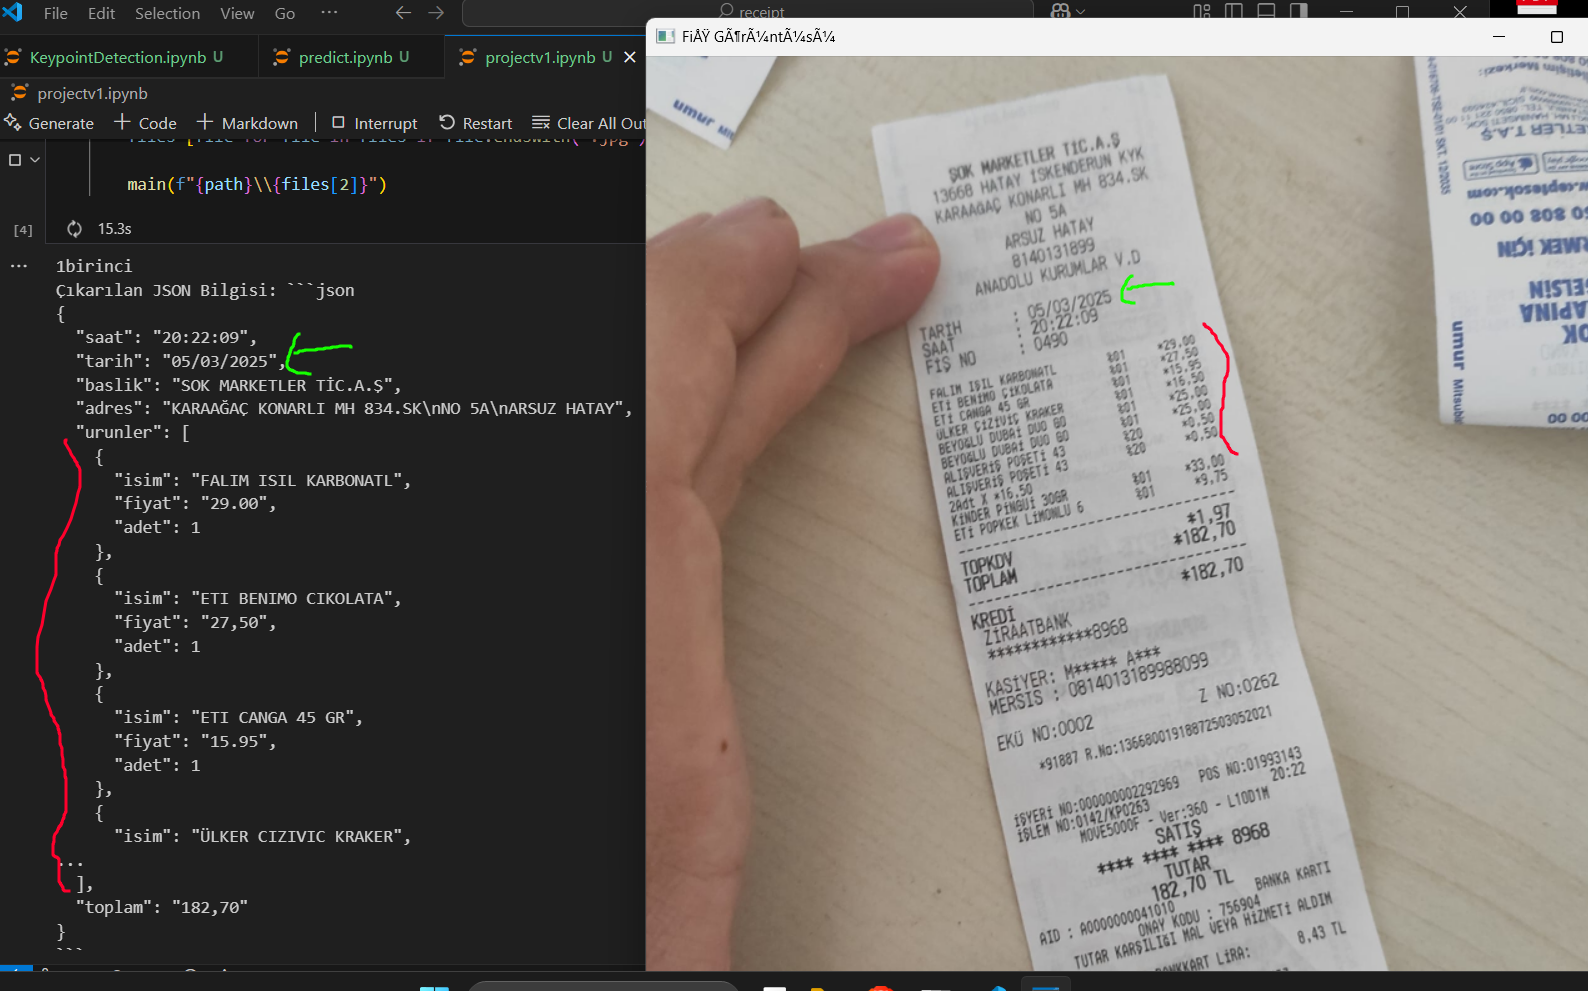 File Edit Selection View Go ··· receipt
KeypointDetection.ipynb U predict.ipynb U projectv1.ipynb U
projectv1.ipynb
Generate Code Markdown Interrupt Restart Clear All Out
main(f"{path}\\{files[2]}")
[4] 15.3s
1birinci
Çıkarılan JSON Bilgisi: ```json
{
"saat": "20:22:09",
"tarih": "05/03/2025",
"baslik": "SOK MARKETLER TİC.A.Ş",
"adres": "KARAAĞAÇ KONARLI MH 834.SK\nNO 5A\nARSUZ HATAY",
"urunler": [
{
"isim": "FALIM ISIL KARBONATL",
"fiyat": "29.00",
"adet": 1
},
{
"isim": "ETI BENIMO CIKOLATA",
"fiyat": "27,50",
"adet": 1
},
{
"isim": "ETI CANGA 45 GR",
"fiyat": "15.95",
"adet": 1
},
{
"isim": "ÜLKER CIZIVIC KRAKER",
...
],
"toplam": "182,70"
}
```
FiÅŸ GÃ¶rÃ¼ntÃ¼sÃ¼
umur
ŞOK MARKETLER TİC.A.Ş
13668 HATAY İSKENDERUN KYK
KARAAĞAÇ KONARLI MH 834.SK
NO 5A
ARSUZ HATAY
8140131899
ANADOLU KURUMLAR V.D
TARİH : 05/03/2025
SAAT : 20:22:09
FİŞ NO : 0490
FALIM IŞIL KARBONATL %01 *29,00
ETİ BENİMO ÇİKOLATA %01 *27,50
ETİ CANGA 45 GR %01 *15,95
ÜLKER ÇİZİVİÇ KRAKER %01 *16,50
BEYOĞLU DUBAİ DUO 60 %01 *25,00
BEYOĞLU DUBAİ DUO 60 %01 *25,00
ALIŞVERİŞ POŞETİ 43 %20 *0,50
ALIŞVERİŞ POŞETİ 43 %20 *0,50
2Adt X *16,50
KİNDER PİNGUİ 30GR %01 *33,00
ETİ POPKEK LİMONLU 6 %01 *9,75
TOPKDV *1,97
TOPLAM *182,70
KREDİ *182,70
ZİRAATBANK
************8968
KASİYER: M***** A***
MERSIS : 0814013189988099
EKÜ NO:0002 Z NO:0262
*91887 R.No:13668001918872503052021
İŞYERİ NO:000000002292969 POS NO:01993143
İŞLEM NO:0142/KP0263 20:22
MOVE5000F - Ver:360 - L10D1M
SATIŞ
**** **** **** 8968
TUTAR
182,70 TL
BANKA KARTI
AID : A0000000041010
ONAY KODU : 756904
TUTAR KARŞILIĞI MAL VEYA HİZMETİ ALDIM
BANKKART LİRA: 8,43 TL
umur